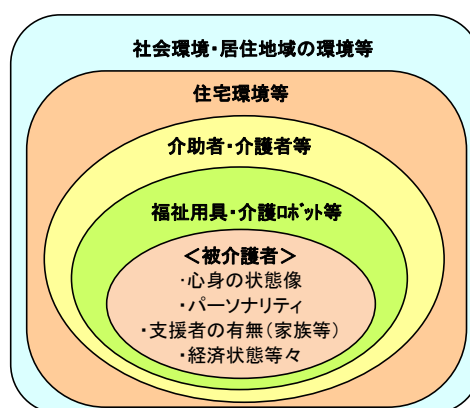 社会環境・居住地域の環境等
住宅環境等
介助者・介護者等
福祉用具・介護ﾛﾎﾞｯﾄ等
＜被介護者＞
・心身の状態像
・パーソナリティ
・支援者の有無（家族等）
・経済状態等々